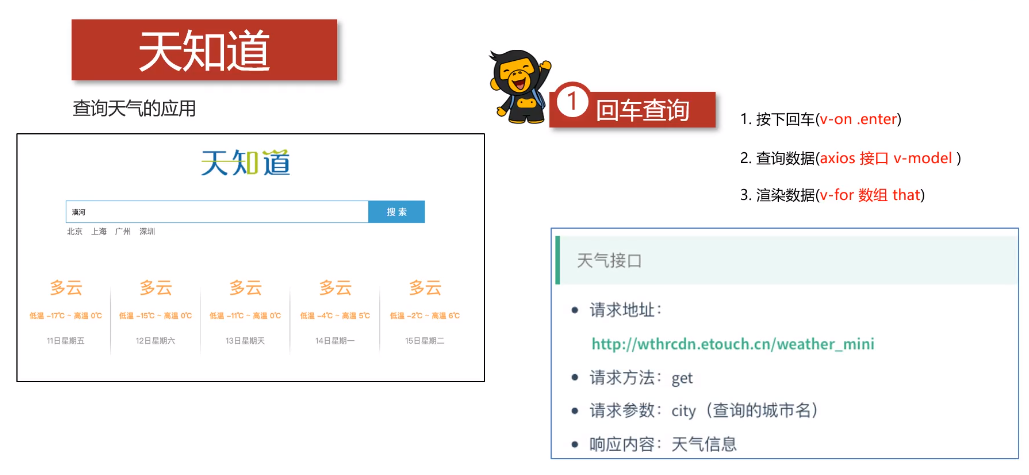 天知道
查询天气的应用
天知道
漠河
搜索
北京 上海 广州 深圳
多云 多云 多云 多云 多云
低温 -17℃ ~ 高温 0℃ 低温 -15℃ ~ 高温 0℃ 低温 -11℃ ~ 高温 0℃ 低温 -4℃ ~ 高温 5℃ 低温 -2℃ ~ 高温 6℃
11日星期五 12日星期六 13日星期天 14日星期一 15日星期二
1 回车查询
1. 按下回车(v-on .enter)
2. 查询数据(axios 接口 v-model )
3. 渲染数据(v-for 数组 that)
天气接口
• 请求地址：
http://wthrcdn.etouch.cn/weather_mini
• 请求方法：get
• 请求参数：city（查询的城市名）
• 响应内容：天气信息